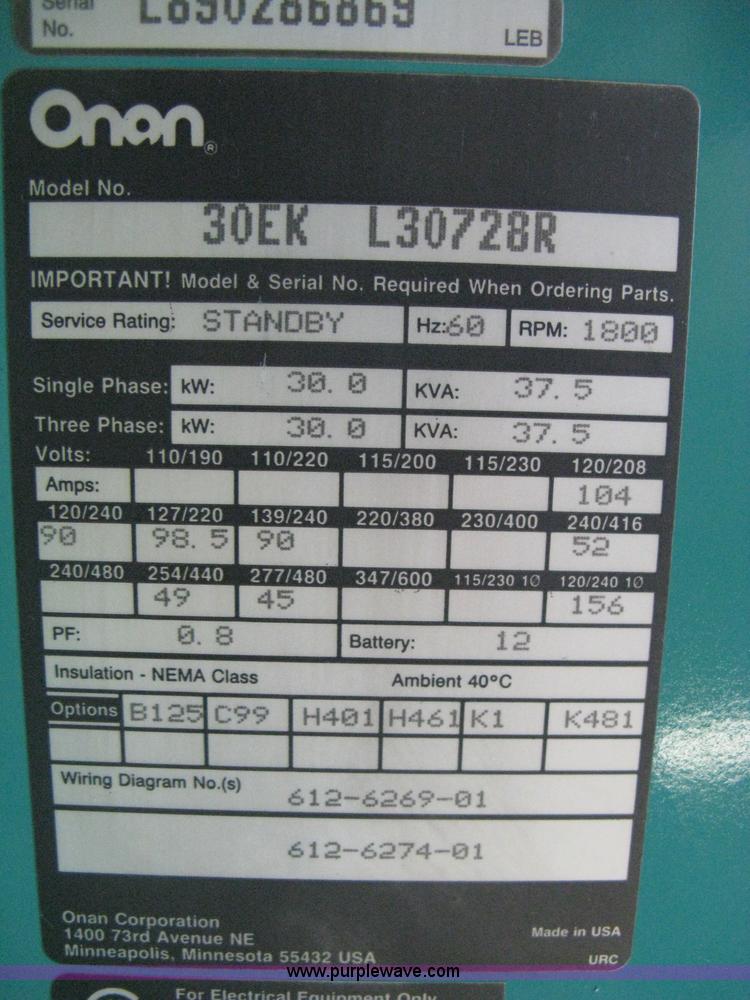 Serial
No. L890286869
LEB
Onan®
Model No.
30EK L30728R
IMPORTANT! Model & Serial No. Required When Ordering Parts.
Service Rating: STANDBY Hz:60 RPM: 1800
Single Phase: kW: 30.0 KVA: 37.5
Three Phase: kW: 30.0 KVA: 37.5
Volts: 110/190 110/220 115/200 115/230 120/208
Amps: 104
120/240 127/220 139/240 220/380 230/400 240/416
90 98.5 90 52
240/480 254/440 277/480 347/600 115/230 1Ø 120/240 1Ø
49 45 156
PF: 0.8 Battery: 12
Insulation - NEMA Class Ambient 40°C
Options B125 C99 H401 H461 K1 K481
Wiring Diagram No.(s)
612-6269-01
612-6274-01
Onan Corporation
1400 73rd Avenue NE
Minneapolis, Minnesota 55432 USA
Made in USA
URC
www.purplewave.com
For Electrical Equipment Only